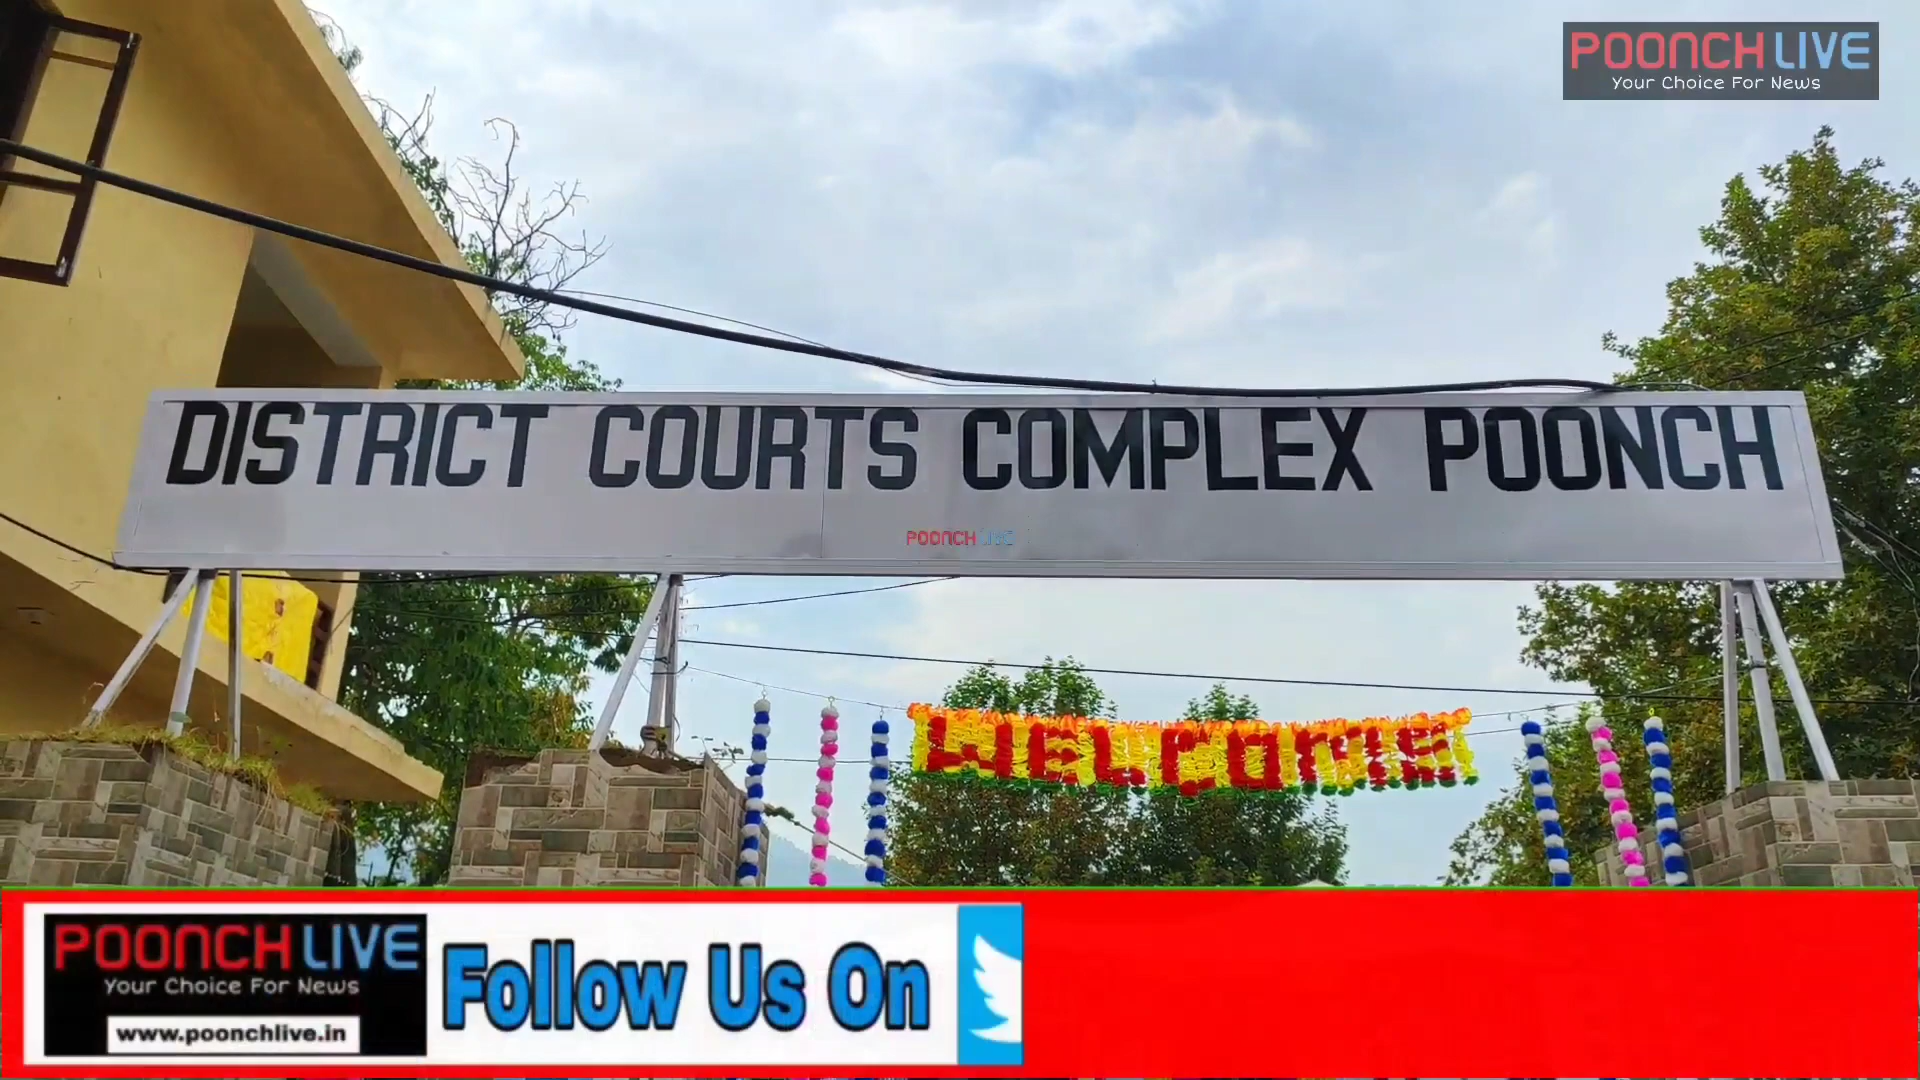 POONCH LIVE
Your Choice For News
DISTRICT COURTS COMPLEX POONCH
POONCH LIVE
WELCOME
POONCH LIVE
Your Choice For News
www.poonchlive.in
Follow Us On